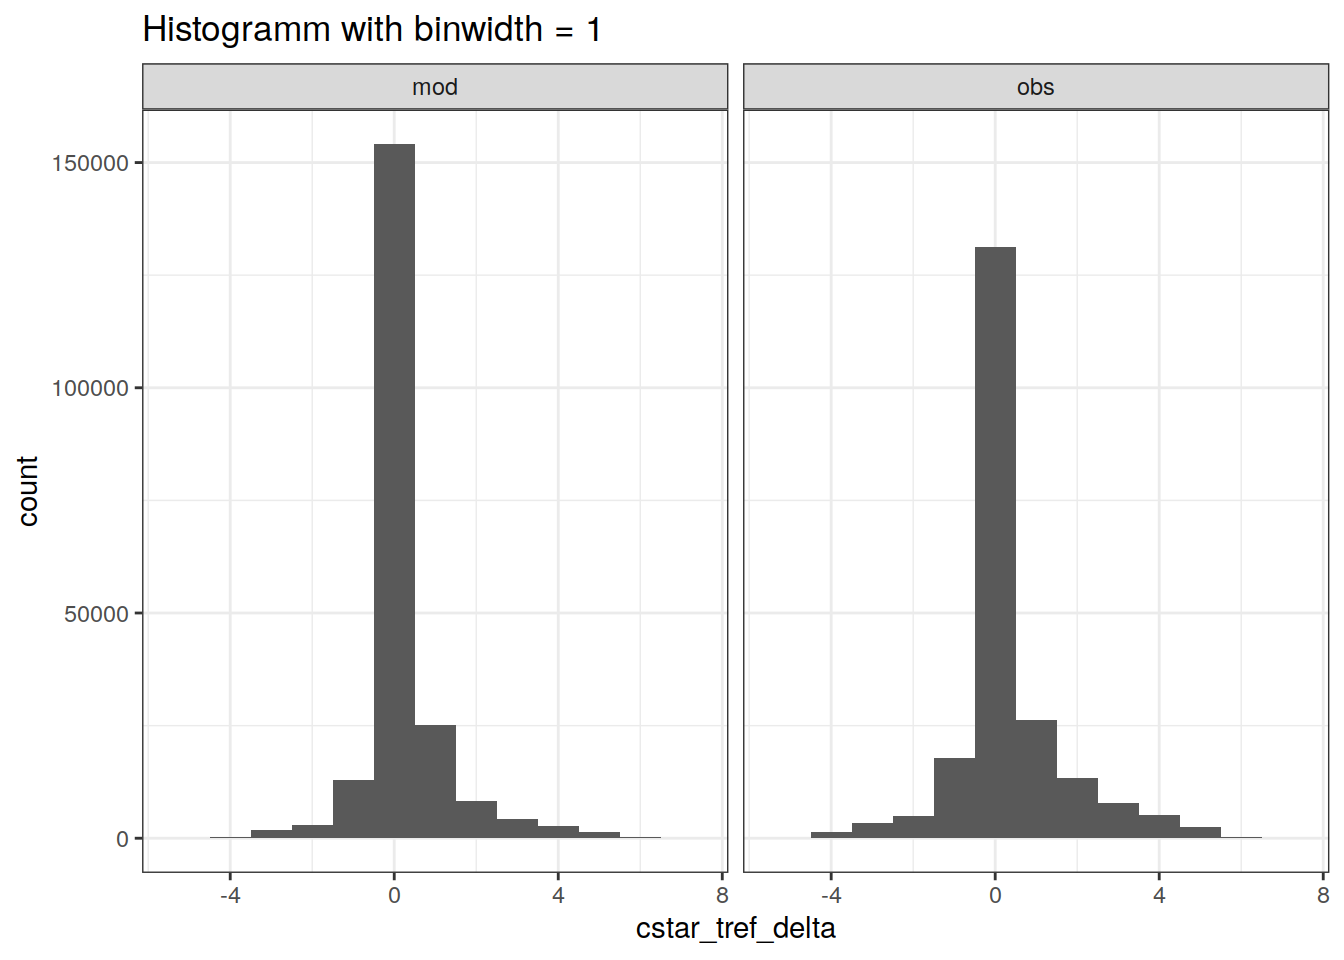 Histogramm with binwidth = 1
mod
obs
150000
100000
50000
0
count
-4
0
4
8
-4
0
4
8
cstar_tref_delta